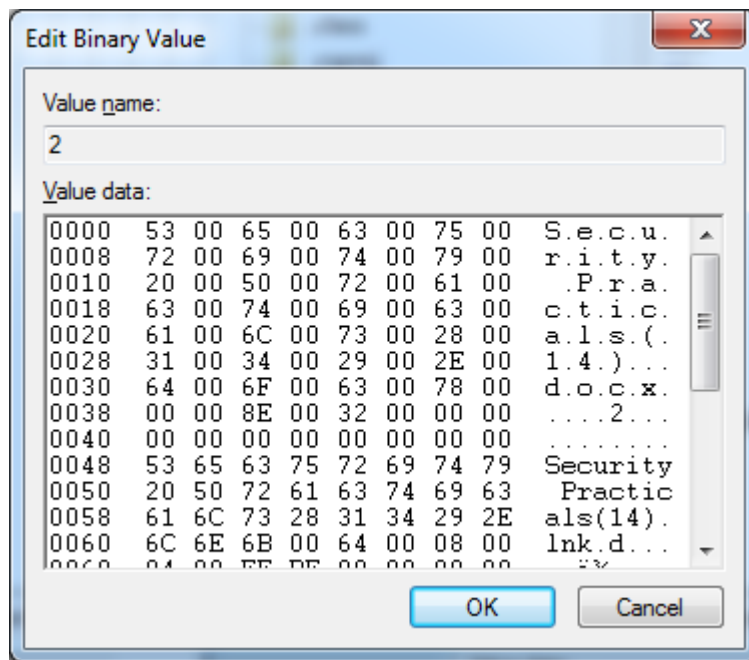 Edit Binary Value
Value name:
2
Value data:
0000 53 00 65 00 63 00 75 00 S.e.c.u.
0008 72 00 69 00 74 00 79 00 r.i.t.y.
0010 20 00 50 00 72 00 61 00 .P.r.a.
0018 63 00 74 00 69 00 63 00 c.t.i.c.
0020 61 00 6C 00 73 00 28 00 a.l.s.(.
0028 31 00 34 00 29 00 2E 00 1.4.)...
0030 64 00 6F 00 63 00 78 00 d.o.c.x.
0038 00 00 8E 00 32 00 00 00 ....2...
0040 00 00 00 00 00 00 00 00 ........
0048 53 65 63 75 72 69 74 79 Security
0050 20 50 72 61 63 74 69 63 Practic
0058 61 6C 73 28 31 34 29 2E als(14).
0060 6C 6E 6B 00 64 00 08 00 lnk.d...
OK Cancel